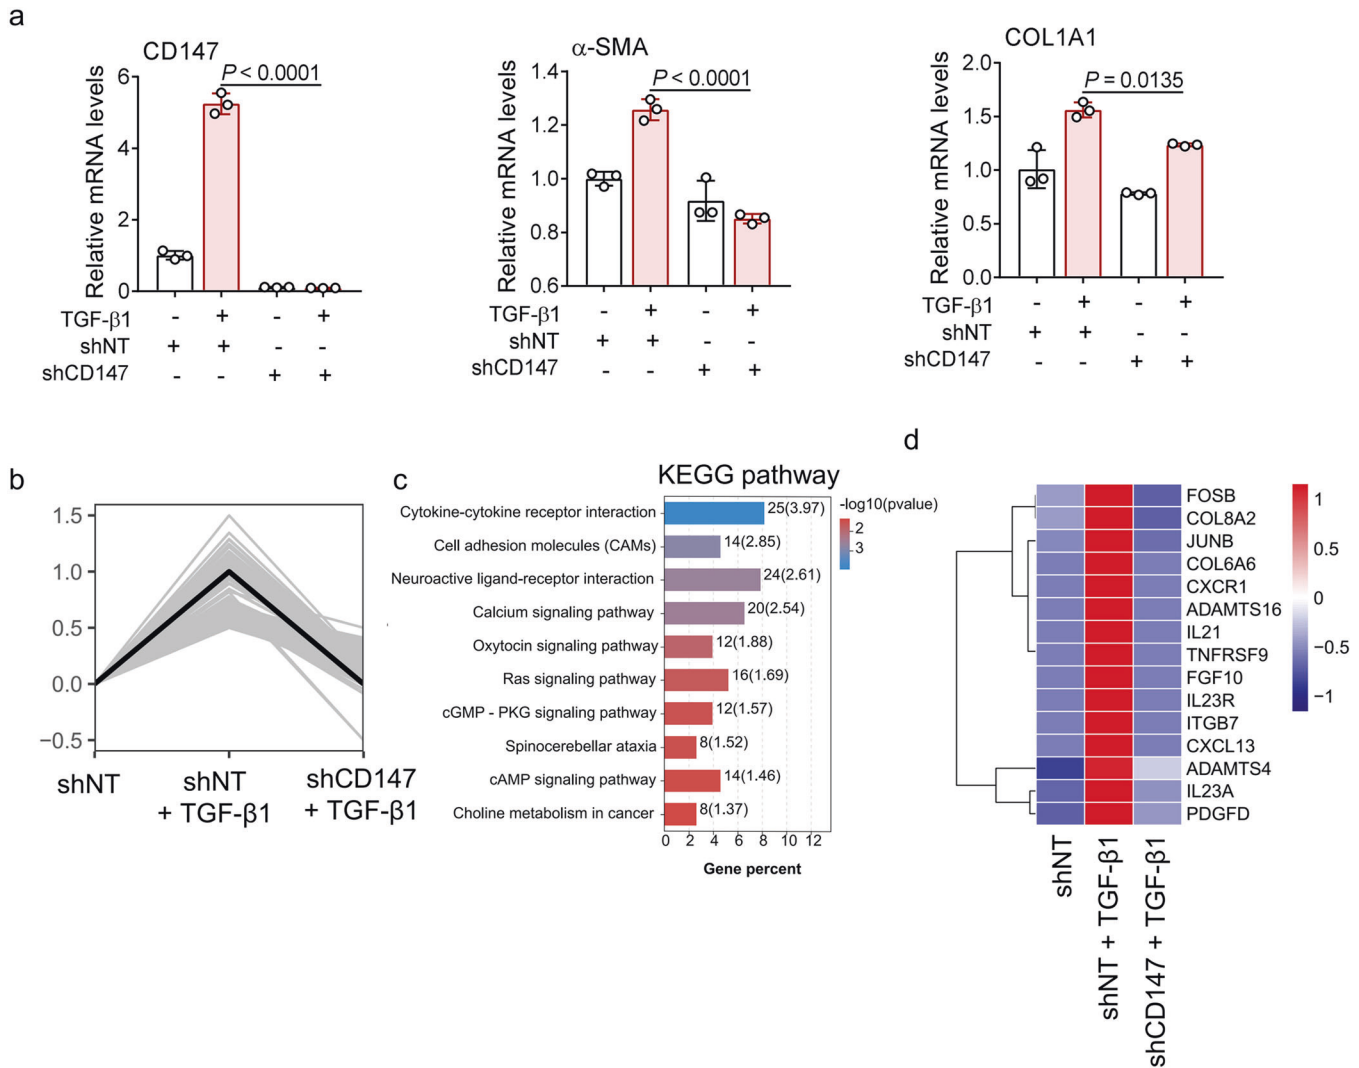 a
CD147
P < 0.0001
Relative mRNA levels
6
4
2
0
TGF-β1 - + - +
shNT + + - -
shCD147 - - + +
α-SMA
P < 0.0001
Relative mRNA levels
1.4
1.2
1.0
0.8
0.6
TGF-β1 - + - +
shNT + + - -
shCD147 - - + +
COL1A1
P = 0.0135
Relative mRNA levels
2.0
1.5
1.0
0.5
0.0
TGF-β1 - + - +
shNT + + - -
shCD147 - - + +
b
1.5
1.0
0.5
0.0
−0.5
shNT
shNT
+ TGF-β1
shCD147
+ TGF-β1
c
KEGG pathway
Cytokine-cytokine receptor interaction 25(3.97)
Cell adhesion molecules (CAMs) 14(2.85)
Neuroactive ligand-receptor interaction 24(2.61)
Calcium signaling pathway 20(2.54)
Oxytocin signaling pathway 12(1.88)
Ras signaling pathway 16(1.69)
cGMP - PKG signaling pathway 12(1.57)
Spinocerebellar ataxia 8(1.52)
cAMP signaling pathway 14(1.46)
Choline metabolism in cancer 8(1.37)
0 2 4 6 8 10 12
Gene percent
-log10(pvalue)
2
3
d
FOSB
COL8A2
JUNB
COL6A6
CXCR1
ADAMTS16
IL21
TNFRSF9
FGF10
IL23R
ITGB7
CXCL13
ADAMTS4
IL23A
PDGFD
shNT
shNT + TGF-β1
shCD147 + TGF-β1
1
0.5
0
−0.5
−1